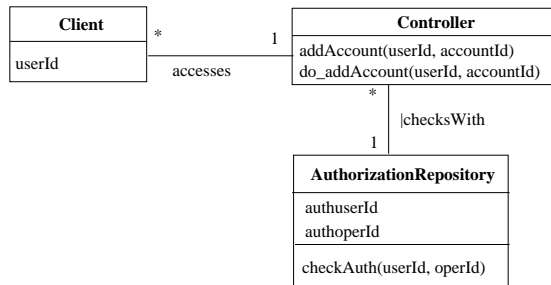 Client
userId
*
1
accesses
Controller
addAccount(userId, accountId)
do_addAccount(userId, accountId)
*
|checksWith
1
AuthorizationRepository
authuserId
authoperId
checkAuth(userId, operId)